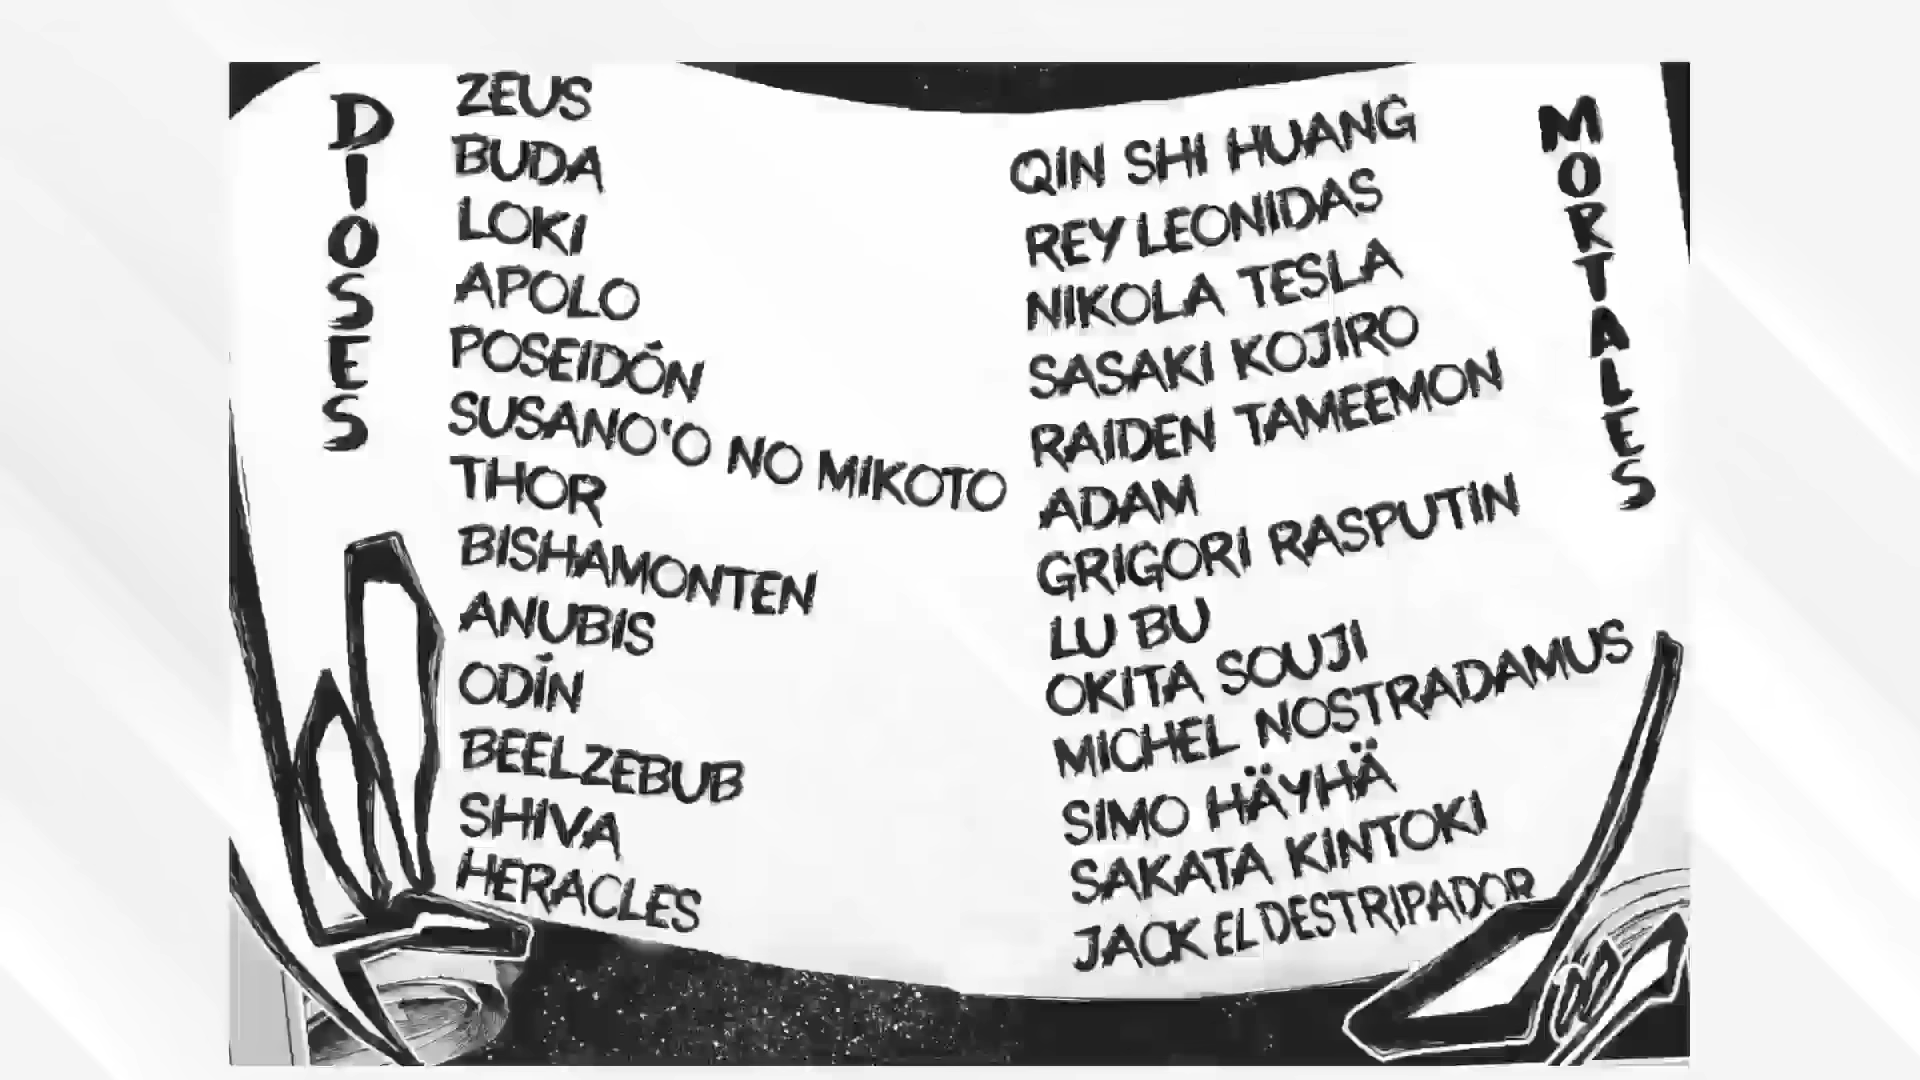 DIOSES
ZEUS
BUDA
LOKI
APOLO
POSEIDÓN
SUSANO'O NO MIKOTO
THOR
BISHAMONTEN
ANUBIS
ODÍN
BEELZEBUB
SHIVA
HERACLES
MORTALES
QIN SHI HUANG
REY LEONIDAS
NIKOLA TESLA
SASAKI KOJIRO
RAIDEN TAMEEMON
ADAM
GRIGORI RASPUTIN
LU BU
OKITA SOUJI
MICHEL NOSTRADAMUS
SIMO HÄYHÄ
SAKATA KINTOKI
JACK EL DESTRIPADOR